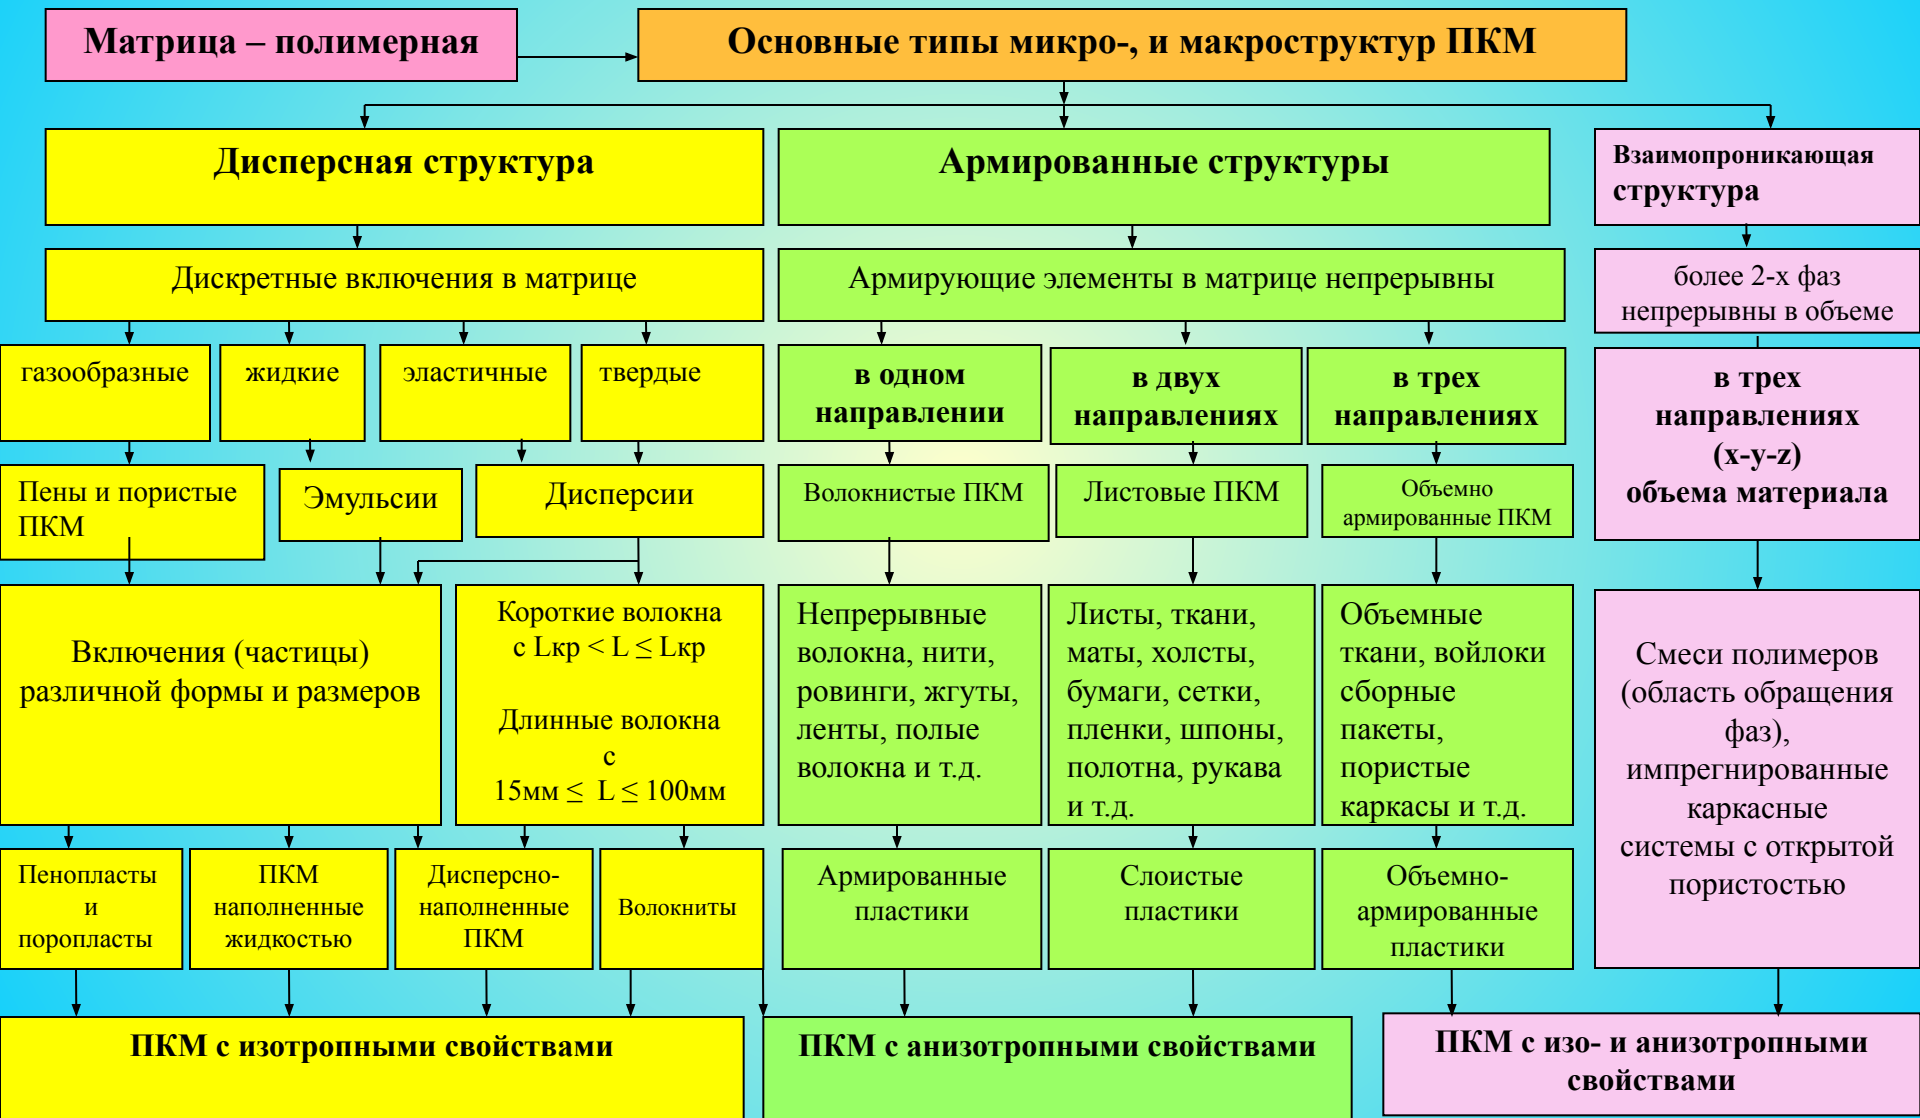 Матрица – полимерная
Основные типы микро-, и макроструктур ПКМ
Дисперсная структура
Армированные структуры
Взаимопроникающая
структура
Дискретные включения в матрице
Армирующие элементы в матрице непрерывны
более 2-х фаз
непрерывны в объеме
газообразные
жидкие
эластичные
твердые
в одном
направлении
в двух
направлениях
в трех
направлениях
в трех
направлениях
(x-y-z)
объема материала
Пены и пористые
ПКМ
Эмульсии
Дисперсии
Волокнистые ПКМ
Листовые ПКМ
Объемно
армированные ПКМ
Включения (частицы)
различной формы и размеров
Короткие волокна
с Lкр < L ≤ Lкр
Длинные волокна
с
15мм ≤ L ≤ 100мм
Непрерывные
волокна, нити,
ровинги, жгуты,
ленты, полые
волокна и т.д.
Листы, ткани,
маты, холсты,
бумаги, сетки,
пленки, шпоны,
полотна, рукава
и т.д.
Объемные
ткани, войлоки
сборные
пакеты,
пористые
каркасы и т.д.
Смеси полимеров
(область обращения
фаз),
импрегнированные
каркасные
системы с открытой
пористостью
Пенопласты
и
поропласты
ПКМ
наполненные
жидкостью
Дисперсно-
наполненные
ПКМ
Волокниты
Армированные
пластики
Слоистые
пластики
Объемно-
армированные
пластики
ПКМ с изотропными свойствами
ПКМ с анизотропными свойствами
ПКМ с изо- и анизотропными
свойствами